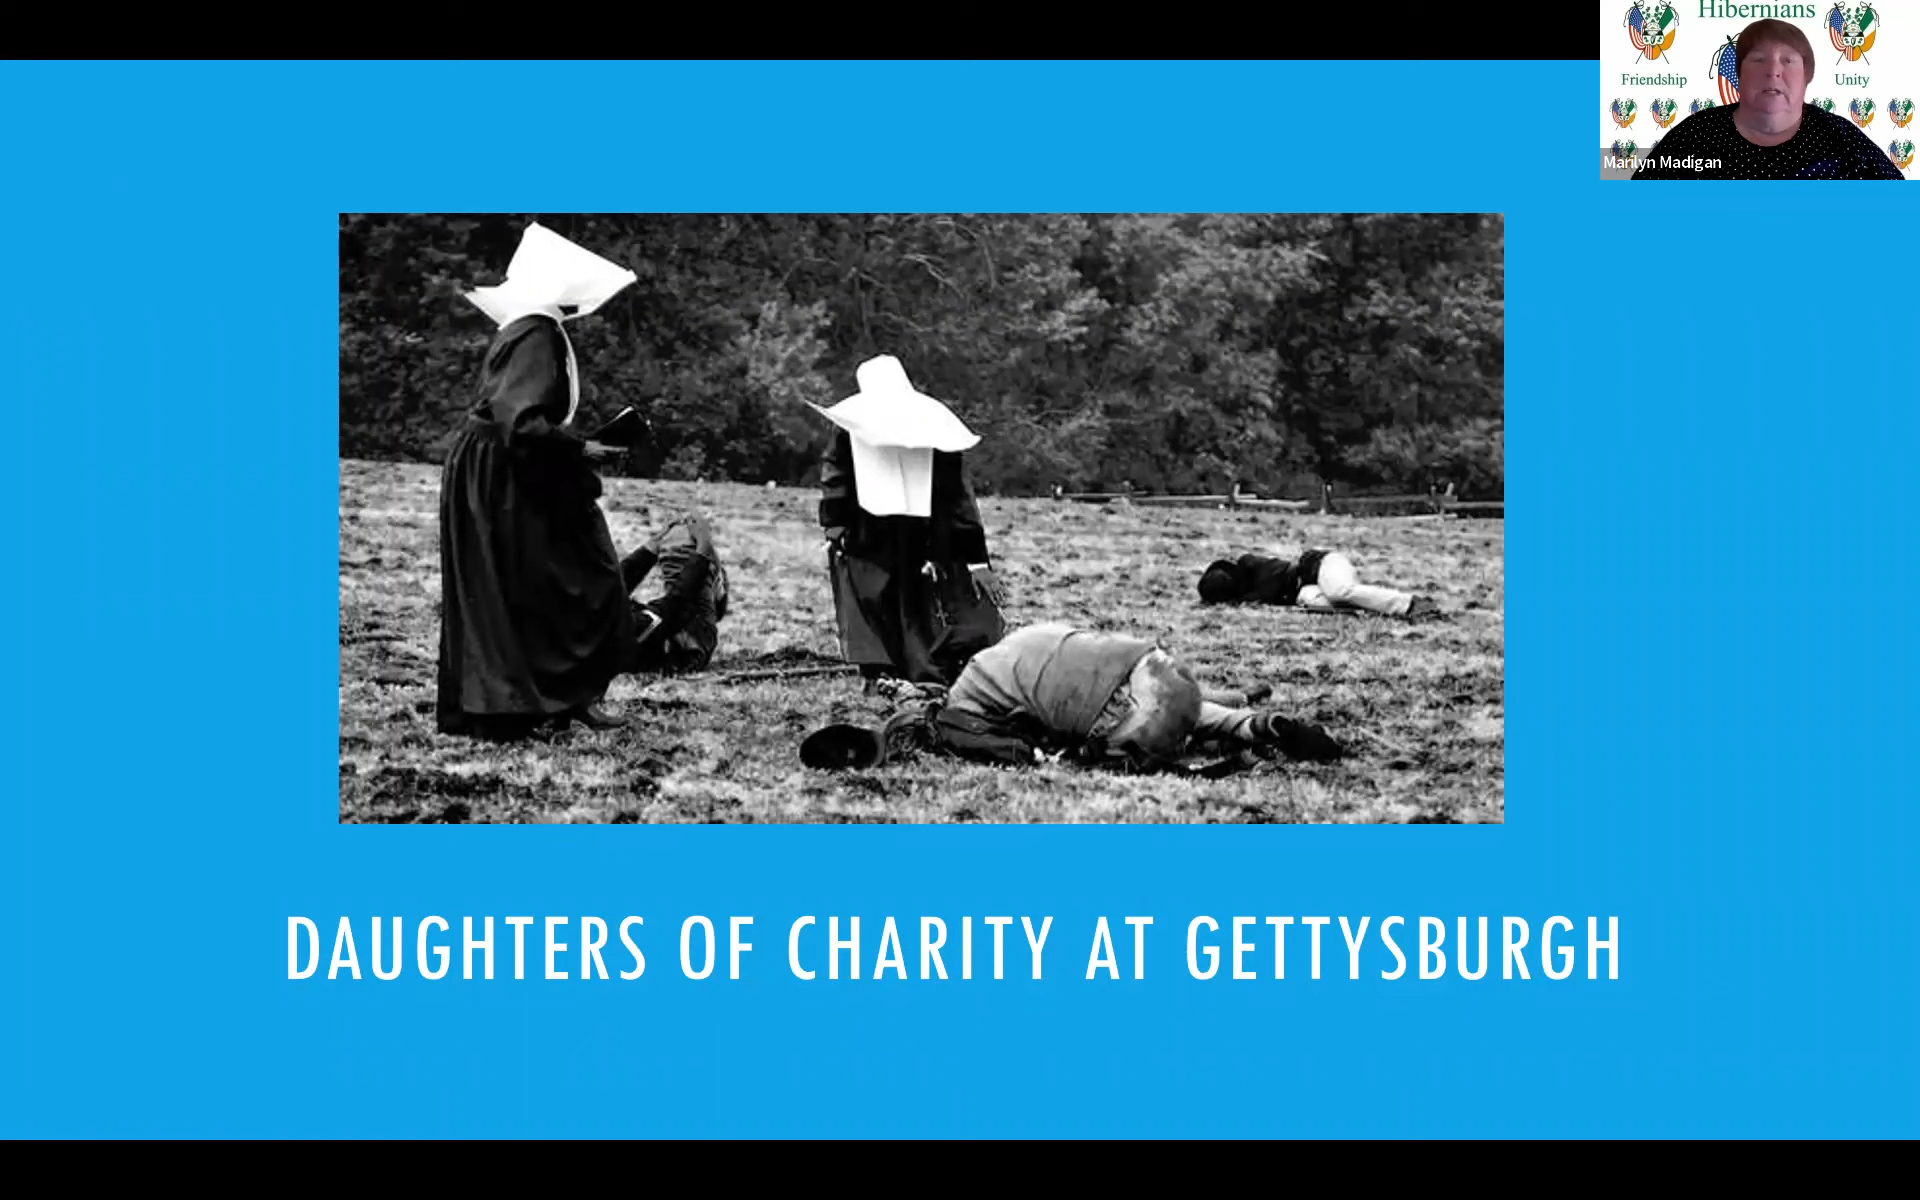 Hibernians
Friendship
Unity
Marilyn Madigan
DAUGHTERS OF CHARITY AT GETTYSBURGH